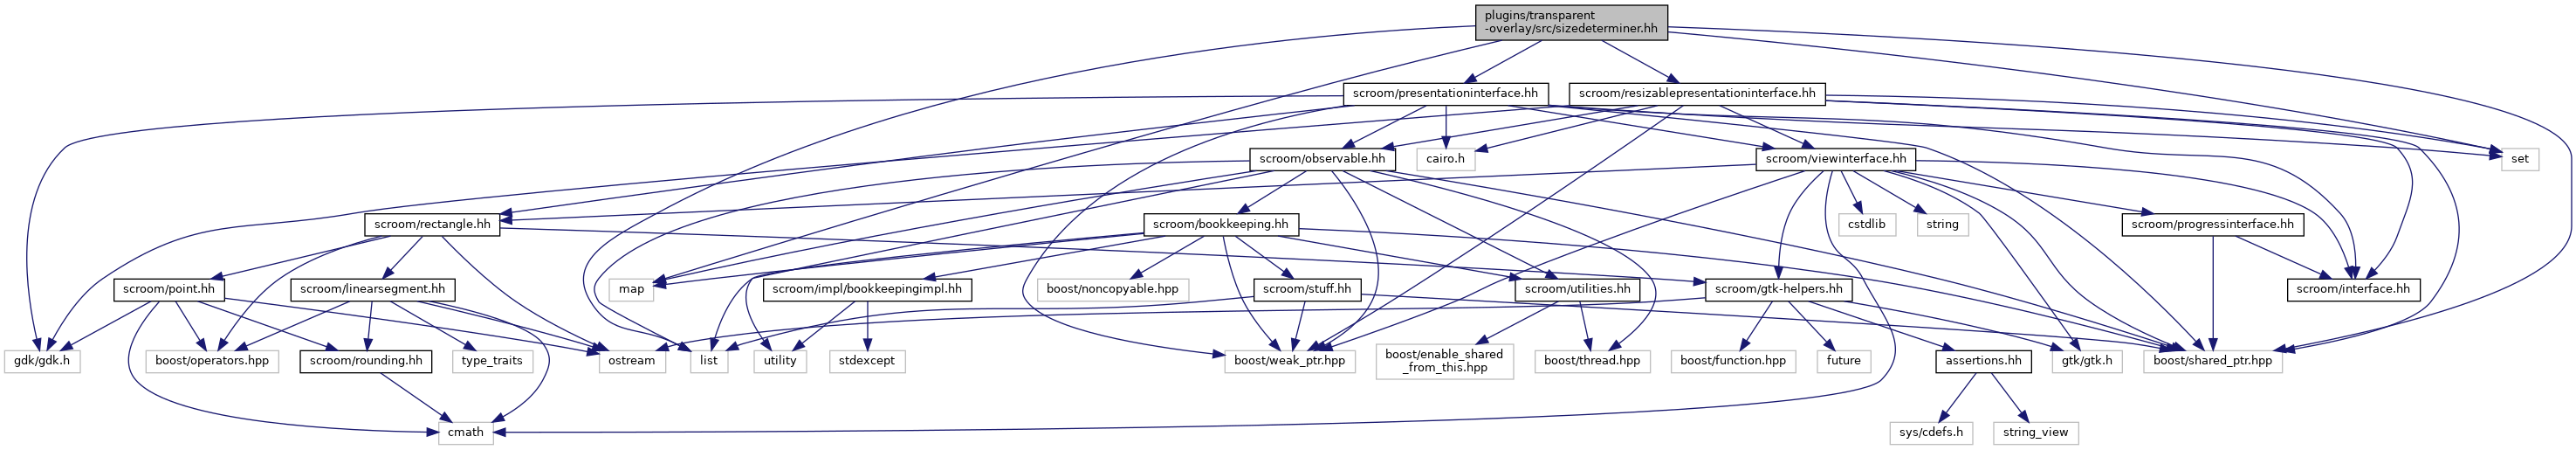 plugins/transparent
-overlay/src/sizedeterminer.hh
scroom/presentationinterface.hh
scroom/resizablepresentationinterface.hh
scroom/observable.hh
cairo.h
scroom/viewinterface.hh
set
scroom/rectangle.hh
scroom/bookkeeping.hh
cstdlib
string
scroom/progressinterface.hh
scroom/point.hh
scroom/linearsegment.hh
map
scroom/impl/bookkeepingimpl.hh
boost/noncopyable.hpp
scroom/stuff.hh
scroom/utilities.hh
scroom/gtk-helpers.hh
scroom/interface.hh
gdk/gdk.h
boost/operators.hpp
scroom/rounding.hh
type_traits
ostream
list
utility
stdexcept
boost/weak_ptr.hpp
boost/enable_shared
_from_this.hpp
boost/thread.hpp
boost/function.hpp
future
assertions.hh
gtk/gtk.h
boost/shared_ptr.hpp
cmath
sys/cdefs.h
string_view